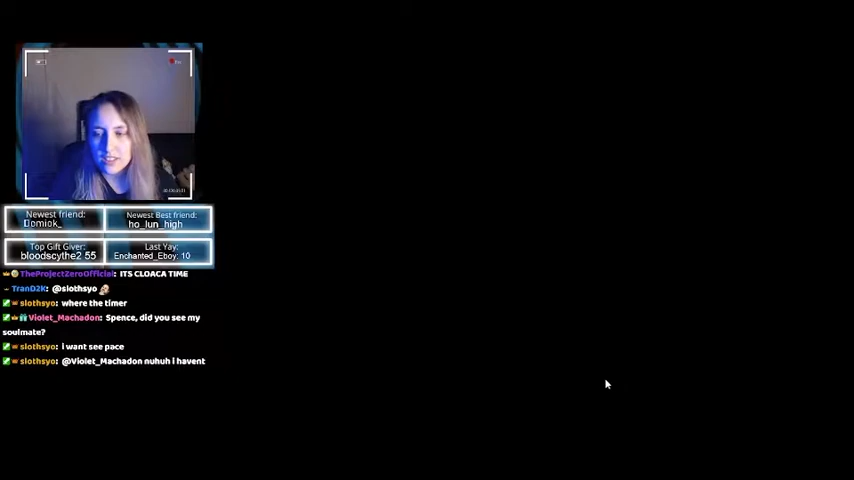 Newest friend:
Domiok_
Newest Best friend:
ho_lun_high
Top Gift Giver:
bloodscythe2 55
Last Yay:
Enchanted_Eboy: 10
TheProjectZeroOfficial: ITS CLOACA TIME
TranD2K: @slothsyo
slothsyo: where the timer
Violet_Machadon: Spence, did you see my
soulmate?
slothsyo: i want see pace
slothsyo: @Violet_Machadon nuhuh i havent